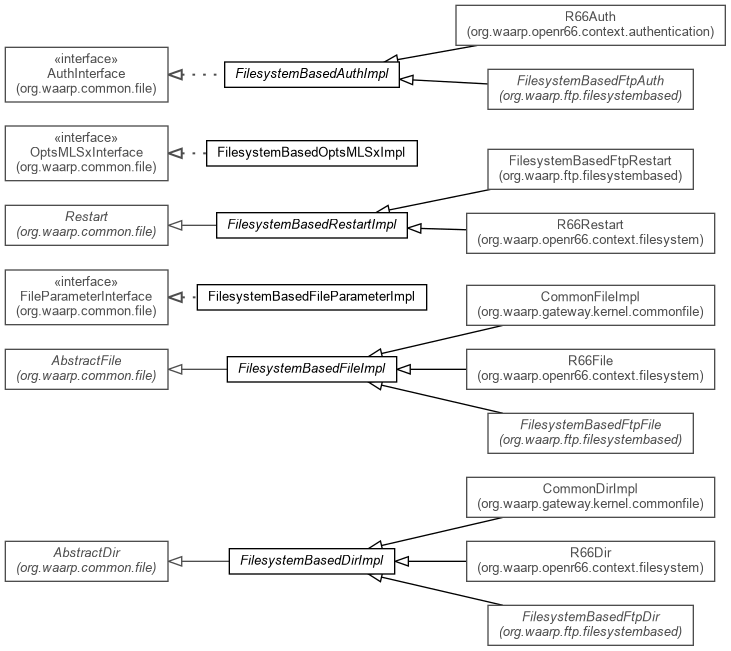 R66Auth
(org.waarp.openr66.context.authentication)
«interface»
AuthInterface
(org.waarp.common.file)
FilesystemBasedAuthImpl
FilesystemBasedFtpAuth
(org.waarp.ftp.filesystembased)
«interface»
OptsMLSxInterface
(org.waarp.common.file)
FilesystemBasedOptsMLSxImpl
FilesystemBasedFtpRestart
(org.waarp.ftp.filesystembased)
Restart
(org.waarp.common.file)
FilesystemBasedRestartImpl
R66Restart
(org.waarp.openr66.context.filesystem)
«interface»
FileParameterInterface
(org.waarp.common.file)
FilesystemBasedFileParameterImpl
CommonFileImpl
(org.waarp.gateway.kernel.commonfile)
AbstractFile
(org.waarp.common.file)
FilesystemBasedFileImpl
R66File
(org.waarp.openr66.context.filesystem)
FilesystemBasedFtpFile
(org.waarp.ftp.filesystembased)
CommonDirImpl
(org.waarp.gateway.kernel.commonfile)
AbstractDir
(org.waarp.common.file)
FilesystemBasedDirImpl
R66Dir
(org.waarp.openr66.context.filesystem)
FilesystemBasedFtpDir
(org.waarp.ftp.filesystembased)